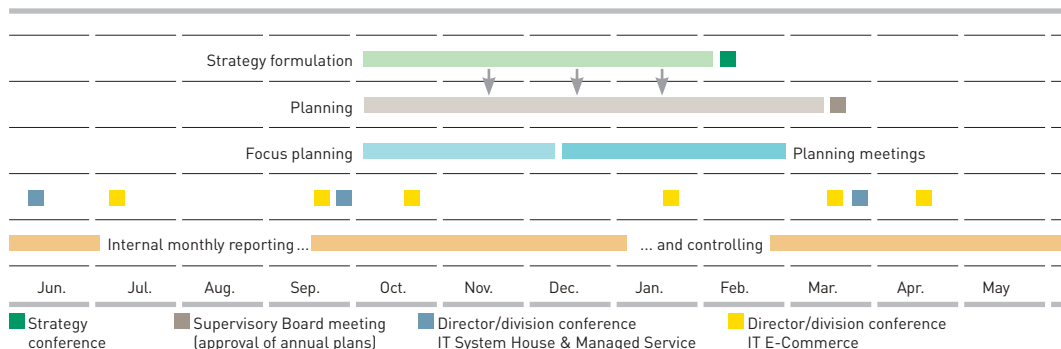 Strategy formulation
Planning
Focus planning
Planning meetings
Internal monthly reporting ...
... and controlling
Jun. Jul. Aug. Sep. Oct. Nov. Dec. Jan. Feb. Mar. Apr. May
Strategy
conference
Supervisory Board meeting
(approval of annual plans)
Director/division conference
IT System House & Managed Service
Director/division conference
IT E-Commerce